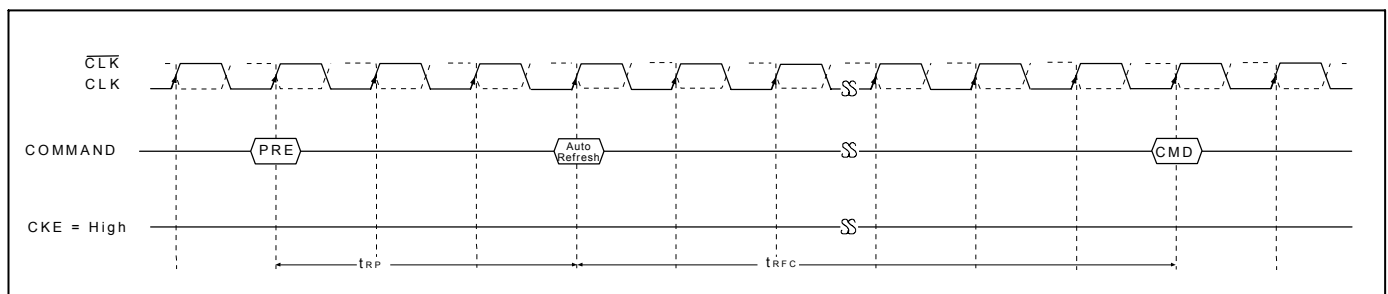 CLK
CLK
COMMAND
PRE
Auto
Refresh
CMD
CKE = High
tRP
tRFC